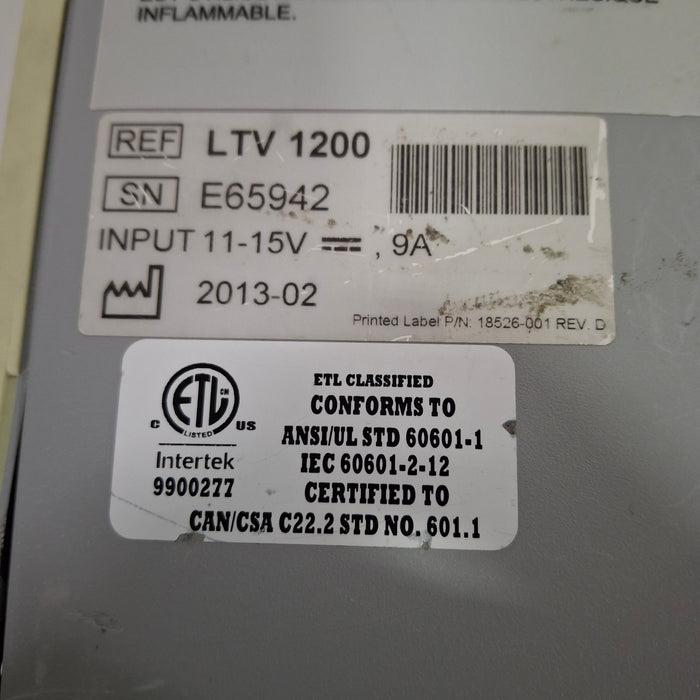 INFLAMMABLE.
REF LTV 1200
SN E65942
INPUT 11-15V ⎓, 9A
2013-02
Printed Label P/N: 18526-001 REV. D
ETL CLASSIFIED
CONFORMS TO
ANSI/UL STD 60601-1
IEC 60601-2-12
CERTIFIED TO
CAN/CSA C22.2 STD NO. 601.1
ETL CM
LISTED
C US
Intertek
9900277